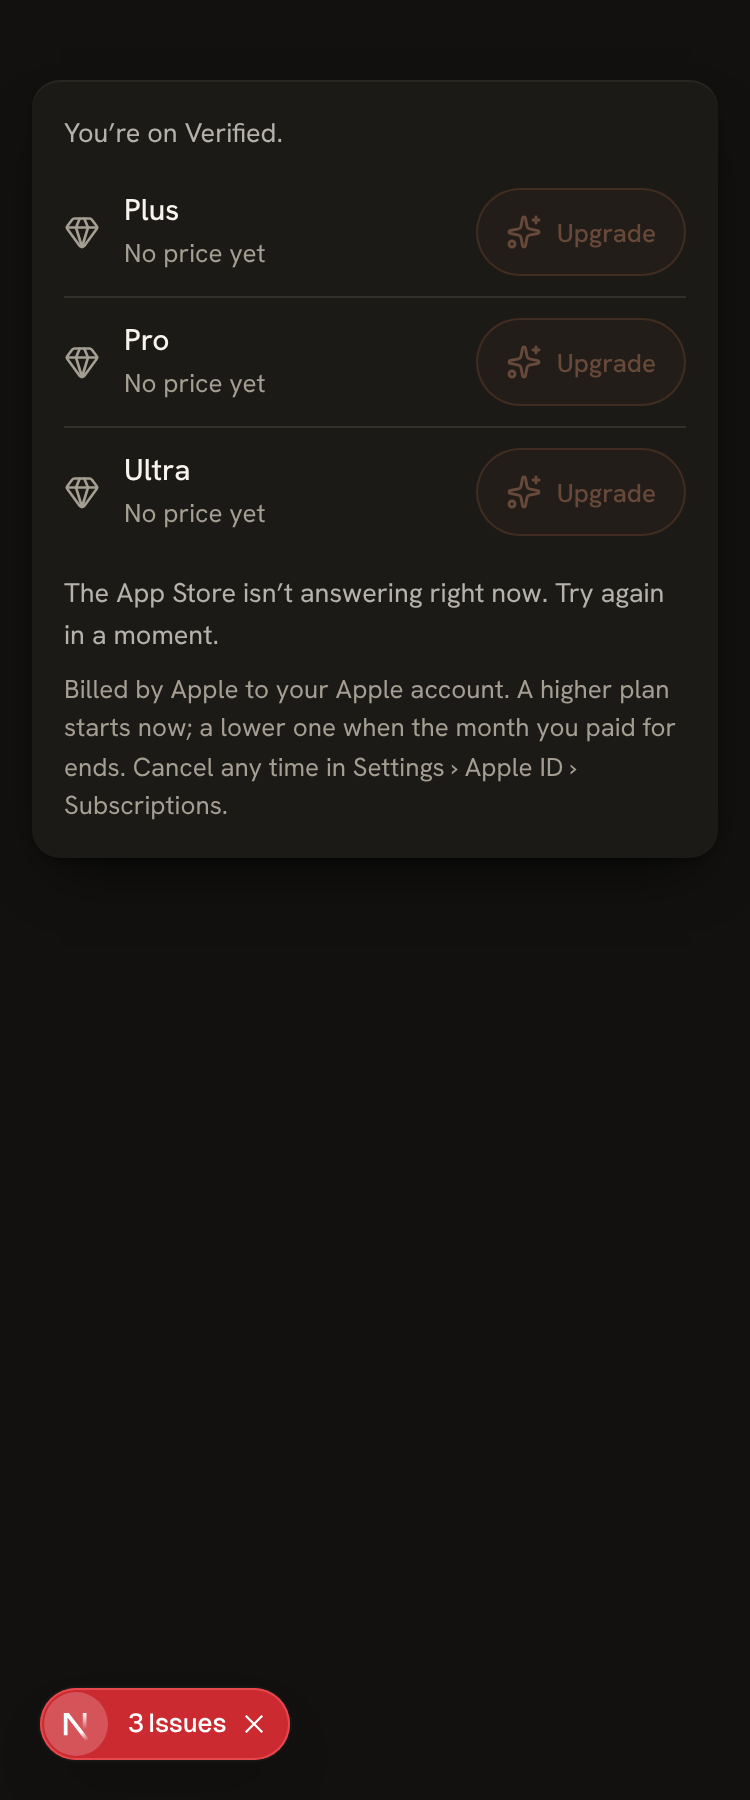 You’re on Verified.
Plus
No price yet
Upgrade
Pro
No price yet
Upgrade
Ultra
No price yet
Upgrade
The App Store isn’t answering right now. Try again
in a moment.
Billed by Apple to your Apple account. A higher plan
starts now; a lower one when the month you paid for
ends. Cancel any time in Settings › Apple ID ›
Subscriptions.
N 3 Issues